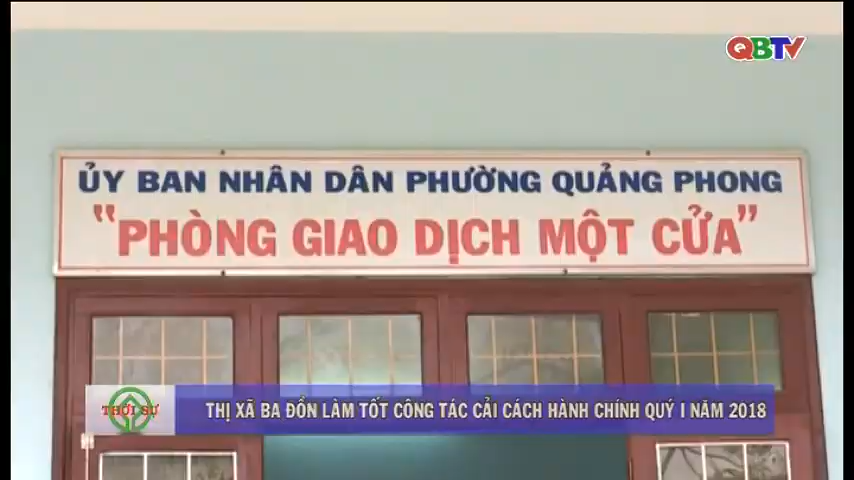 QBTV
ỦY BAN NHÂN DÂN PHƯỜNG QUẢNG PHONG
"PHÒNG GIAO DỊCH MỘT CỬA"
THỜI SỰ
THỊ XÃ BA ĐỒN LÀM TỐT CÔNG TÁC CẢI CÁCH HÀNH CHÍNH QUÝ I NĂM 2018